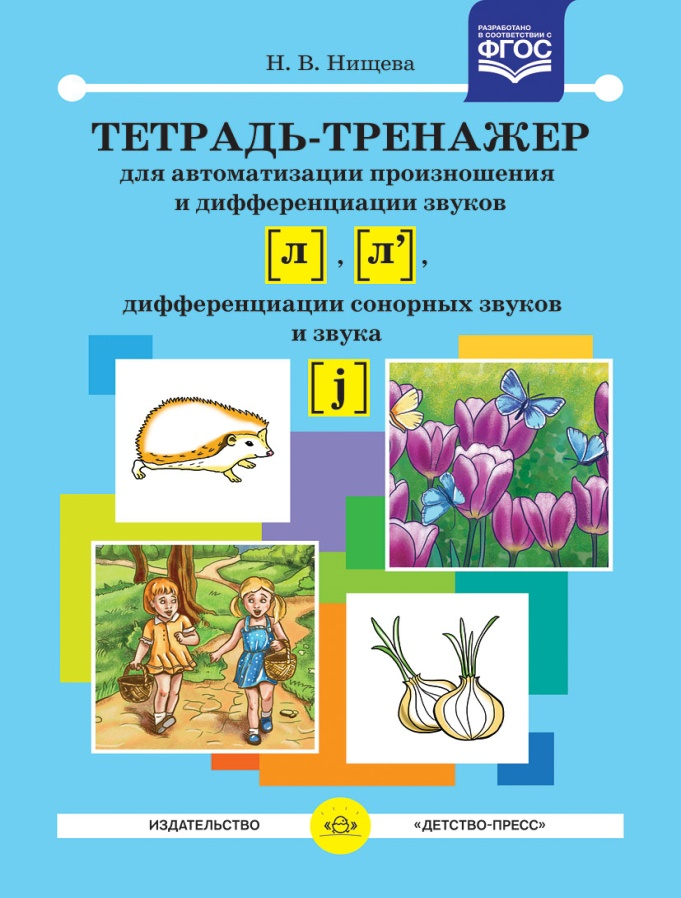 РАЗРАБОТАНО
В СООТВЕТСТВИИ С
ФГОС
Н. В. Нищева
ТЕТРАДЬ-ТРЕНАЖЕР
для автоматизации произношения
и дифференциации звуков
[л] , [л’] ,
дифференциации сонорных звуков
и звука
[j]
ИЗДАТЕЛЬСТВО «ДЕТСТВО-ПРЕСС»